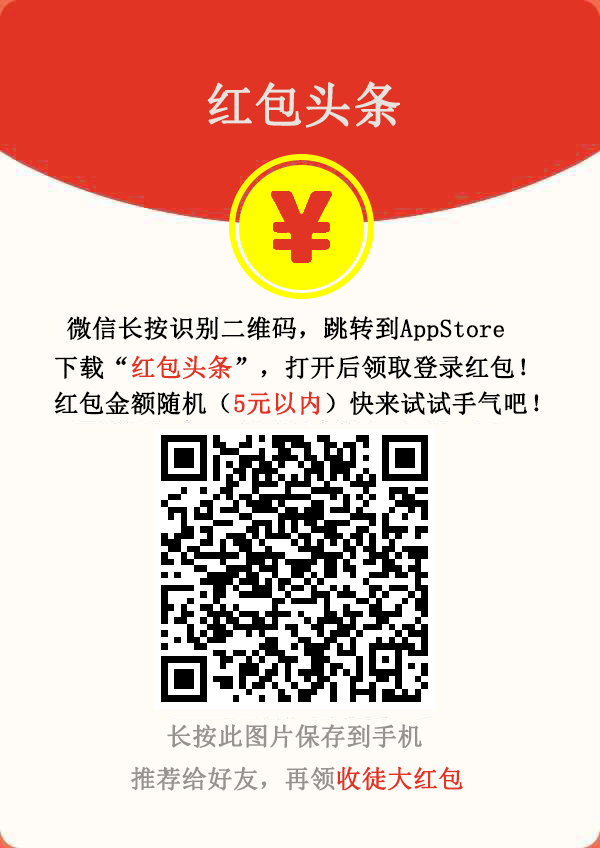 红包头条
¥
微信长按识别二维码，跳转到AppStore
下载“红包头条”，打开后领取登录红包！
红包金额随机（5元以内）快来试试手气吧！
长按此图片保存到手机
推荐给好友，再领收徒大红包